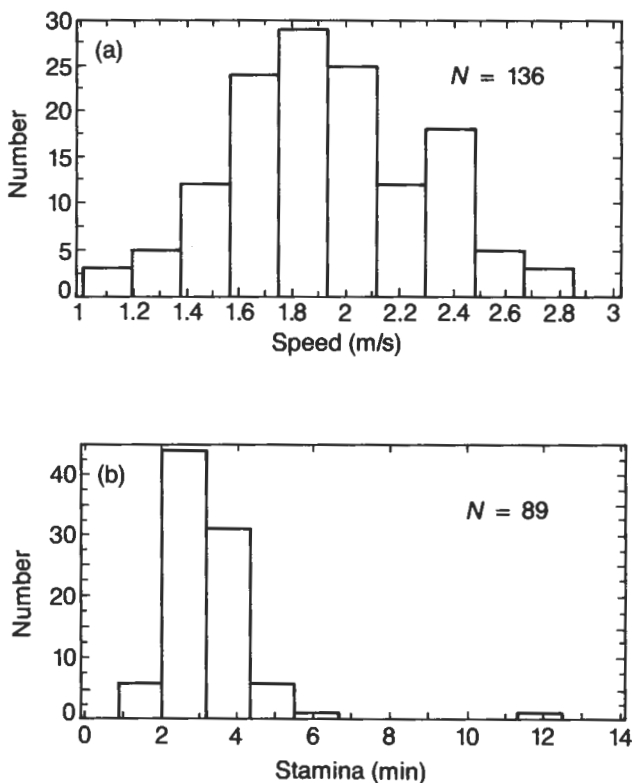 (a)
N = 136
Number
30
25
20
15
10
5
0
1 1.2 1.4 1.6 1.8 2 2.2 2.4 2.6 2.8 3
Speed (m/s)
(b)
N = 89
Number
40
30
20
10
0
0 2 4 6 8 10 12 14
Stamina (min)